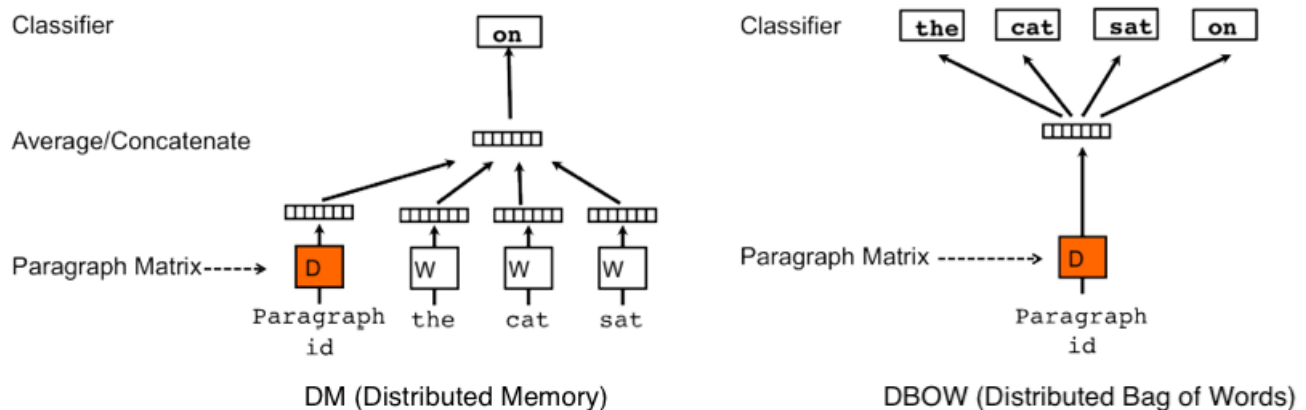 Classifier
on
Average/Concatenate
Paragraph Matrix
D
W
W
W
Paragraph
id
the
cat
sat
DM (Distributed Memory)
Classifier
the
cat
sat
on
Paragraph Matrix
D
Paragraph
id
DBOW (Distributed Bag of Words)